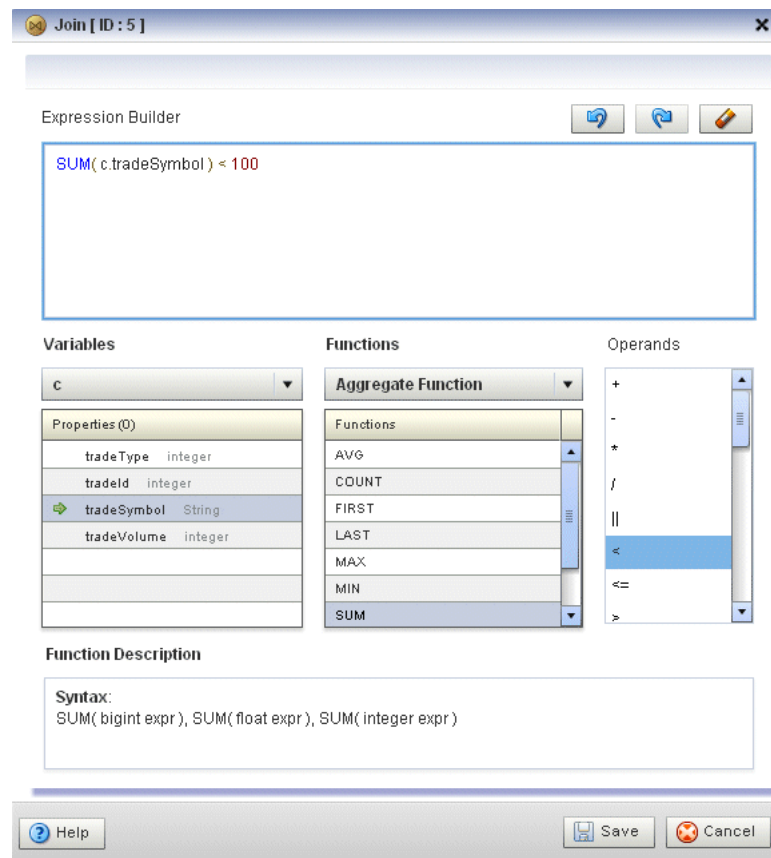 Join [ ID : 5 ]
Expression Builder
SUM( c.tradeSymbol ) < 100
Variables
Functions
Operands
c
Aggregate Function
Properties (0)
Functions
tradeType integer
tradeId integer
tradeSymbol String
tradeVolume integer
AVG
COUNT
FIRST
LAST
MAX
MIN
SUM
+
-
*
/
||
<
<=
>
Function Description
Syntax:
SUM( bigint expr ), SUM( float expr ), SUM( integer expr )
Help
Save
Cancel